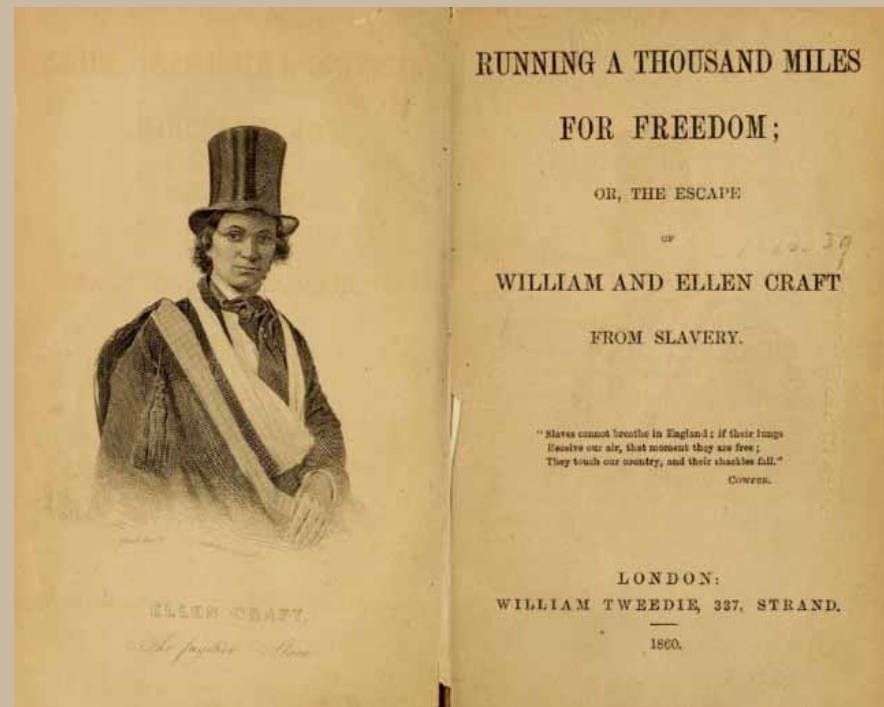 ELLEN CRAFT,
The fugitive Slave
RUNNING A THOUSAND MILES
FOR FREEDOM;
OR, THE ESCAPE
OF
WILLIAM AND ELLEN CRAFT
FROM SLAVERY.
"Slaves cannot breathe in England; if their lungs
Receive our air, that moment they are free;
They touch our country, and their shackles fall."
COWPER.
LONDON:
WILLIAM TWEEDIE, 337, STRAND.
1860.